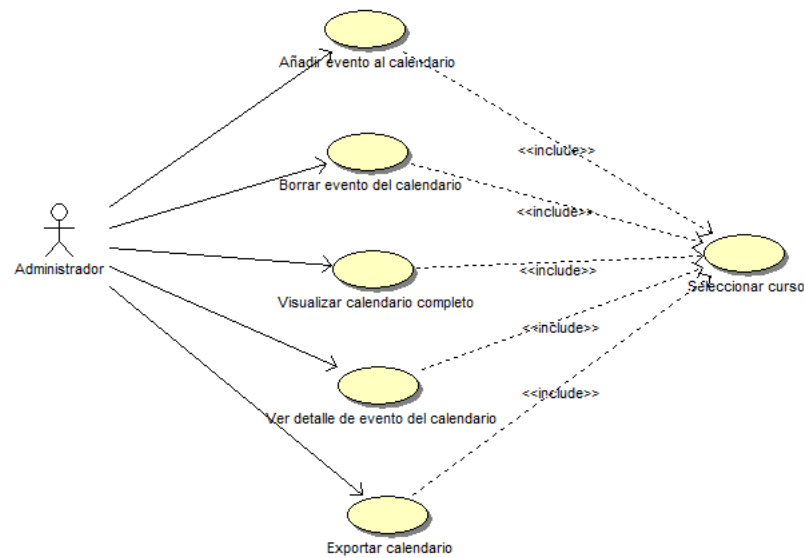 Añadir evento al calendario
<<include>>
Borrar evento del calendario
<<include>>
Administrador
<<include>>
Seleccionar curso
Visualizar calendario completo
<<include>>
Ver detalle de evento del calendario
<<include>>
Exportar calendario